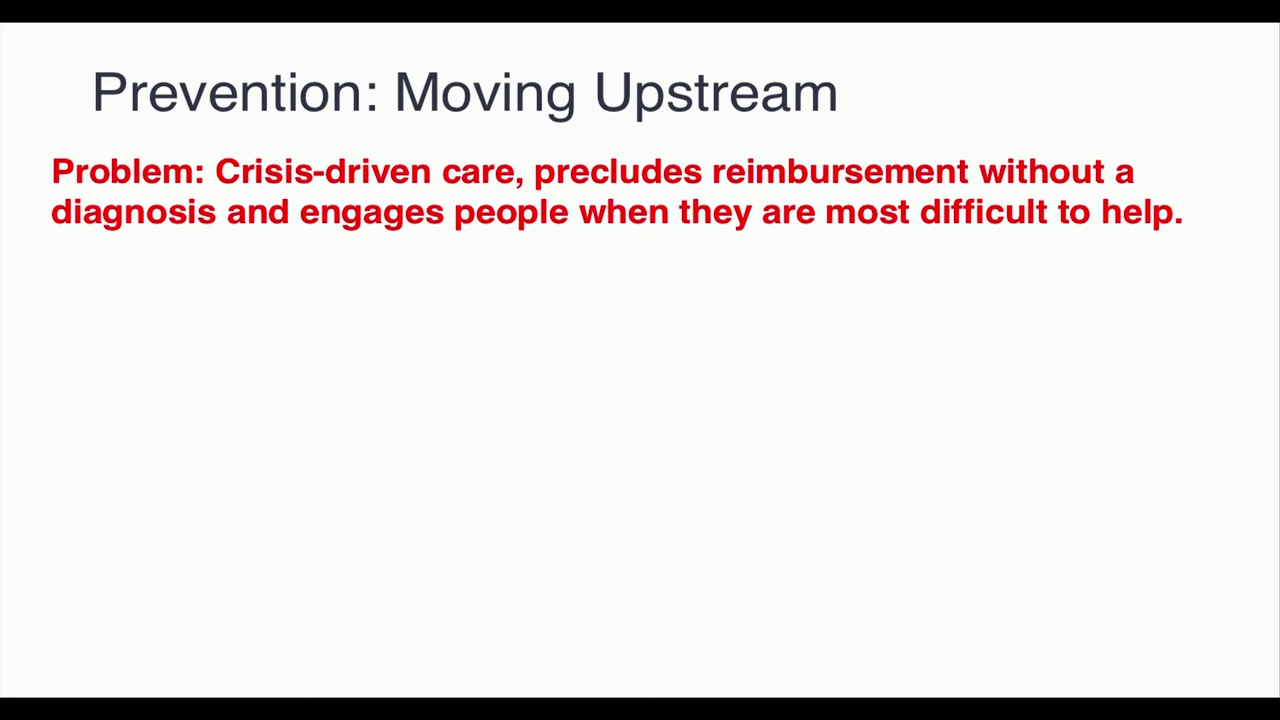 Prevention: Moving Upstream
Problem: Crisis-driven care, precludes reimbursement without a
diagnosis and engages people when they are most difficult to help.